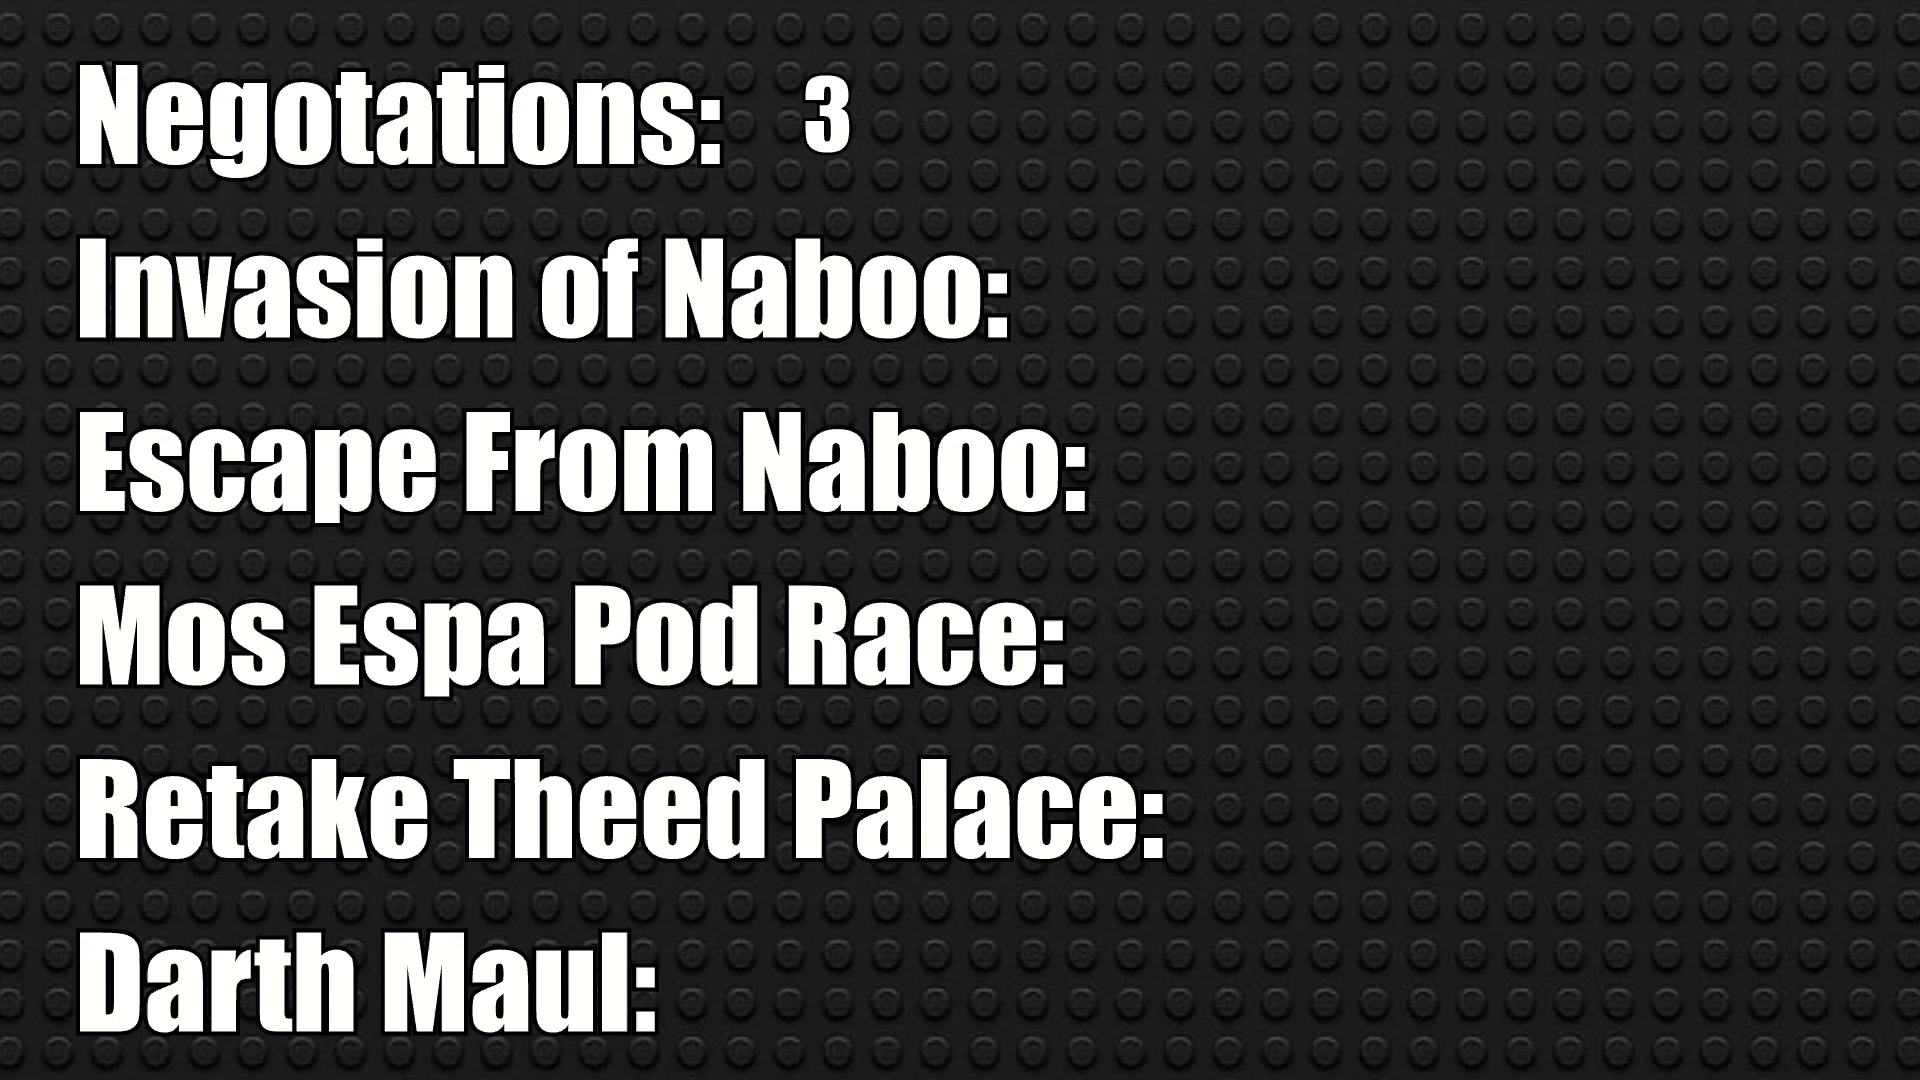 Negotations: 3
Invasion of Naboo:
Escape From Naboo:
Mos Espa Pod Race:
Retake Theed Palace:
Darth Maul: